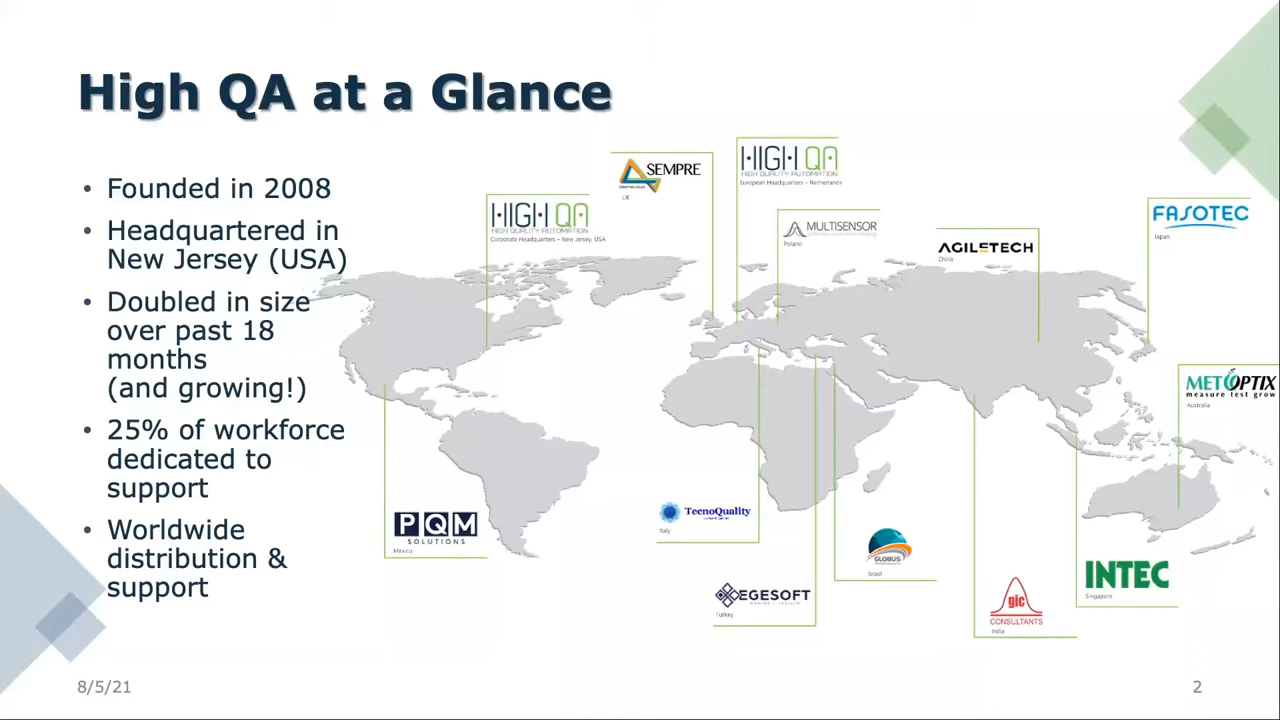 High QA at a Glance
• Founded in 2008
• Headquartered in
New Jersey (USA)
• Doubled in size
over past 18
months
(and growing!)
• 25% of workforce
dedicated to
support
• Worldwide
distribution &
support
HIGH QA
HIGH QUALITY AUTOMATION
Corporate Headquarters – New Jersey, USA
SEMPRE
UK
HIGH QA
HIGH QUALITY AUTOMATION
European Headquarters – Netherlands
MULTISENSOR
Poland
AGILETECH
China
FASOTEC
Japan
METOPTIX
measure test grow
Australia
PQM
SOLUTIONS
Mexico
TecnoQuality
Italy
EGESOFT
Turkey
GLOBUS
Israel
gic
CONSULTANTS
India
INTEC
Singapore
8/5/21
2